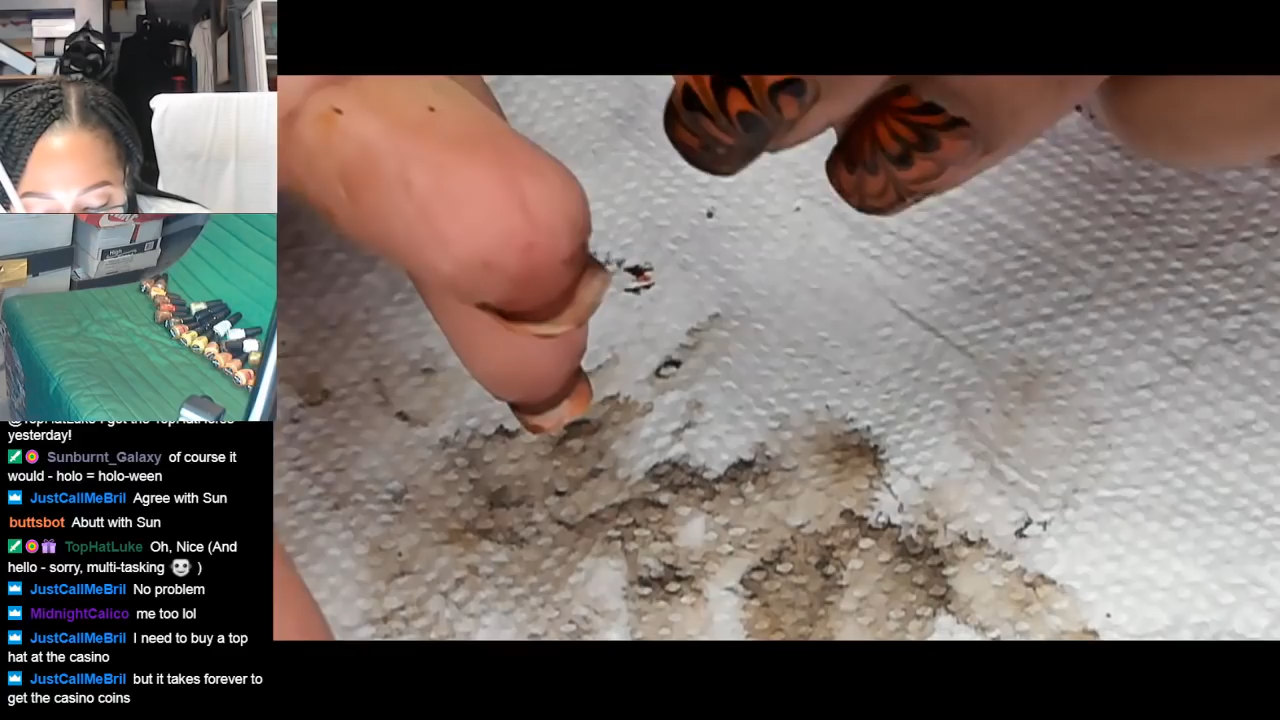 yesterday!
Sunburnt_Galaxy of course it
would - holo = holo-ween
JustCallMeBril Agree with Sun
buttsbot Abutt with Sun
TopHatLuke Oh, Nice (And
hello - sorry, multi-tasking )
JustCallMeBril No problem
MidnightCalico me too lol
JustCallMeBril I need to buy a top
hat at the casino
JustCallMeBril but it takes forever to
get the casino coins